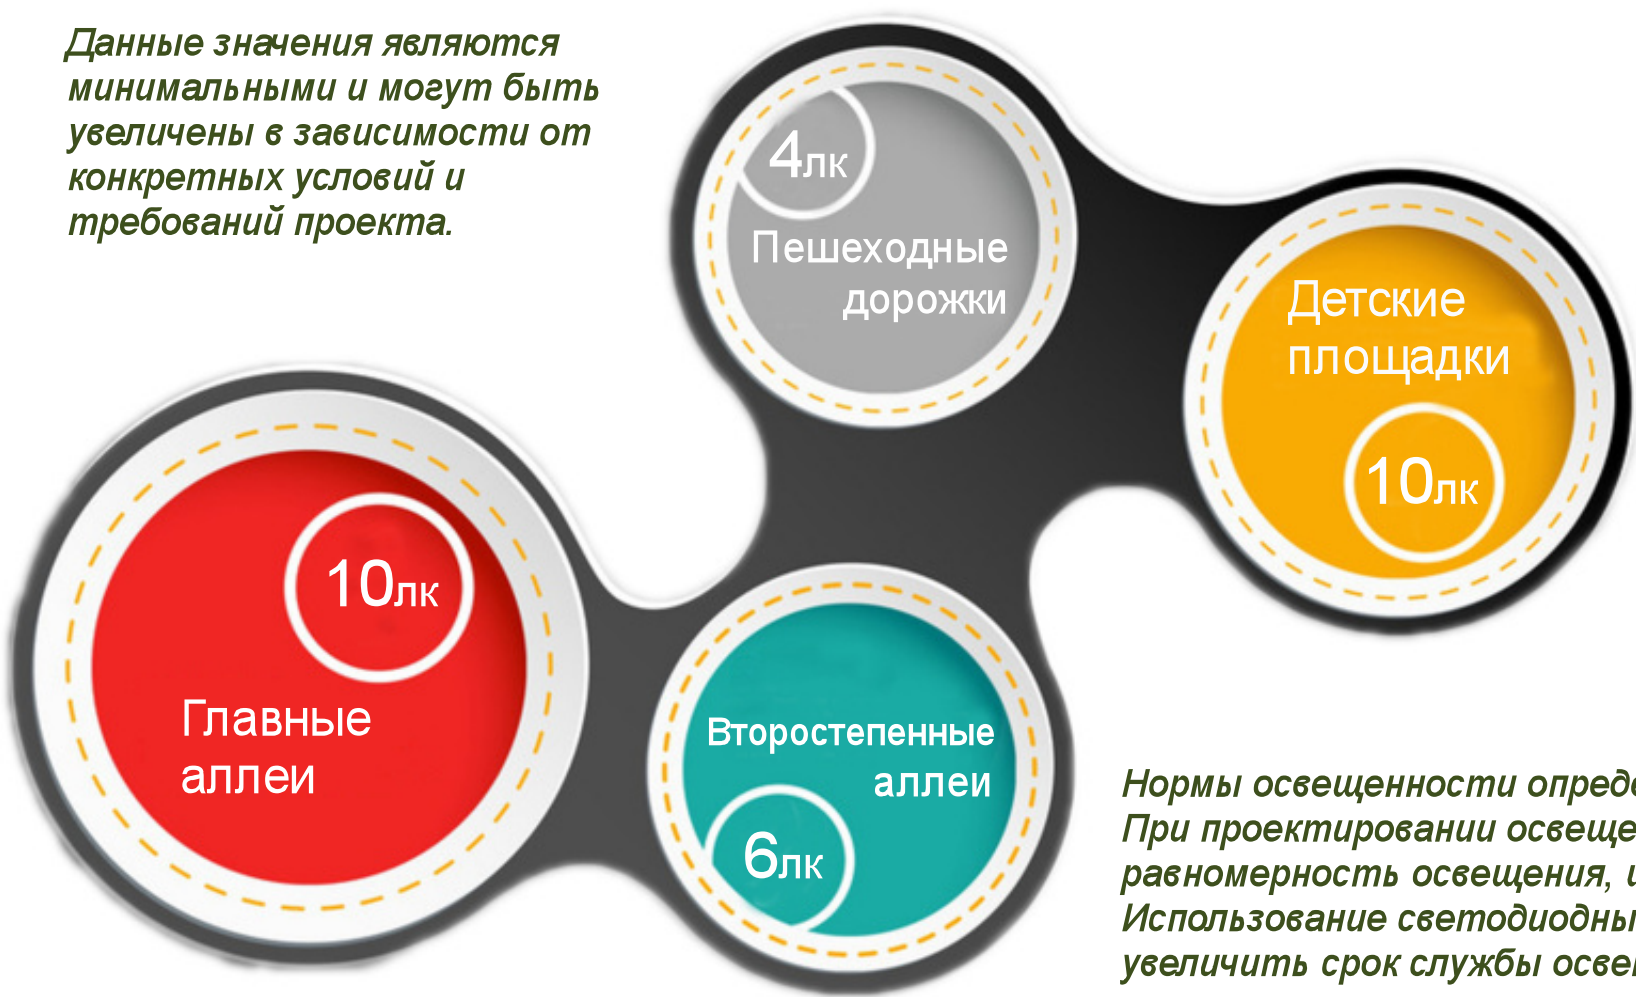 Данные значения являются
минимальными и могут быть
увеличены в зависимости от
конкретных условий и
требований проекта.
4лк
Пешеходные
дорожки
Детские
площадки
10лк
10лк
Главные
аллеи
Второстепенные
аллеи
6лк
Нормы освещенности
При проектировании
равномерность освещения,
Использование
увеличить срок службы